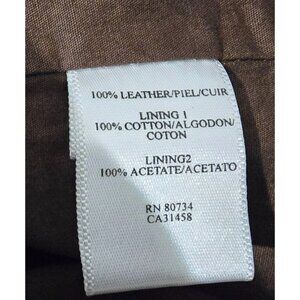 100% LEATHER/PIEL/CUIR
LINING 1
100% COTTON/ALGODON/
COTON
LINING2
100% ACETATE/ACETATO
RN 80734
CA31458